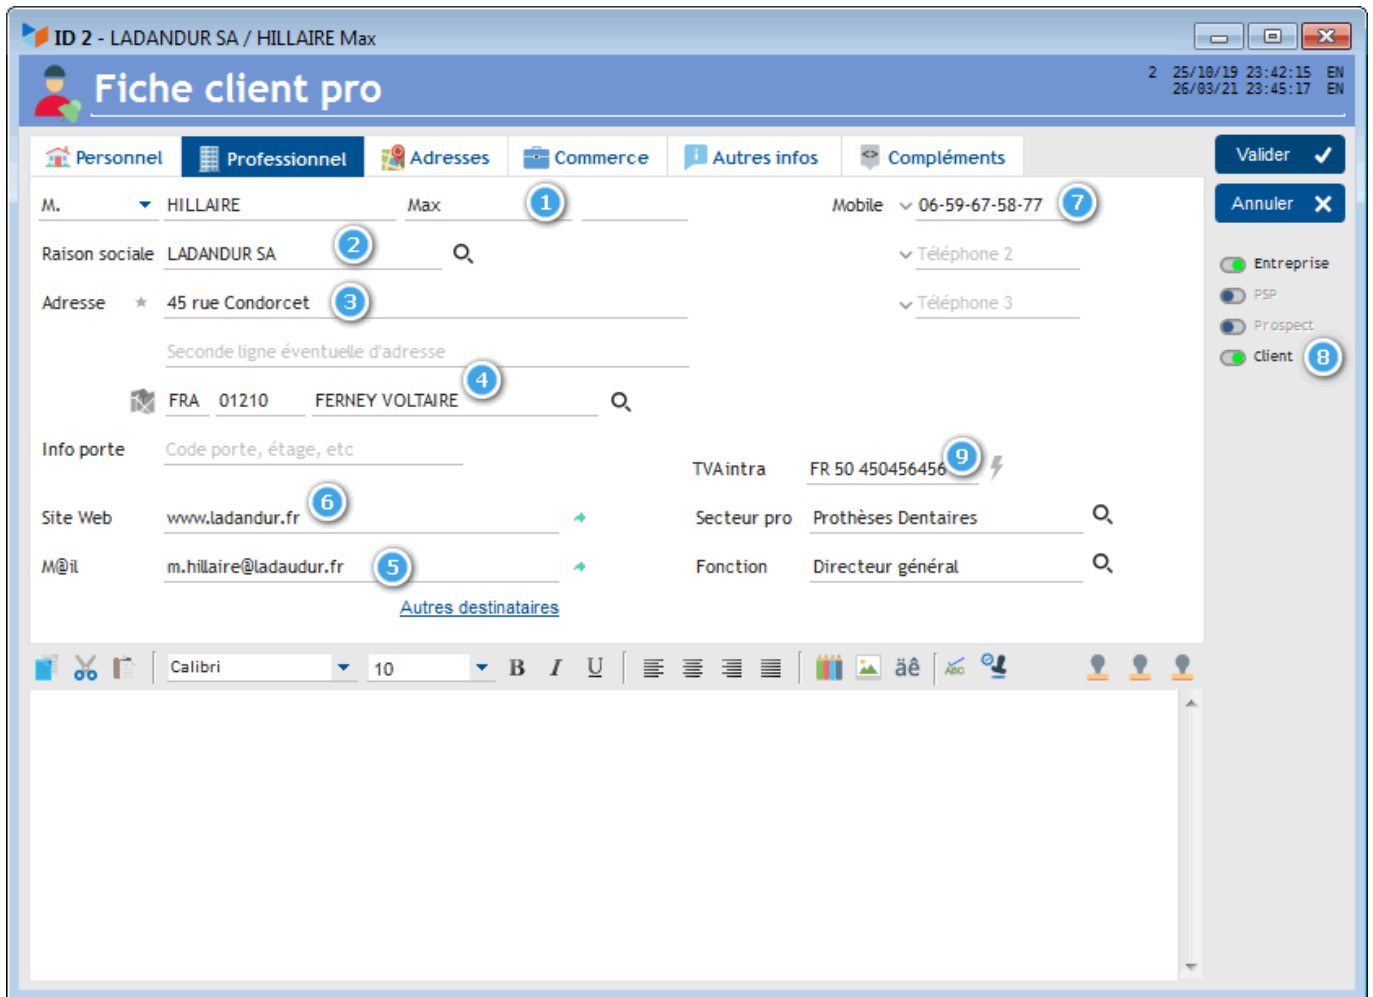 ID 2 - LADANDUR SA / HILLAIRE Max
Fiche client pro
2 25/10/19 23:42:15 EN
26/03/21 23:45:17 EN
Personnel Professionnel Adresses Commerce Autres infos Compléments
Valider
Annuler
M. HILLAIRE Max 1 Mobile 06-59-67-58-77 7
Raison sociale LADANDUR SA 2 Téléphone 2
Entreprise
PSP
Prospect
Client 8
Adresse 45 rue Condorcet 3 Téléphone 3
Seconde ligne éventuelle d'adresse
FRA 01210 FERNEY VOLTAIRE 4
Info porte Code porte, étage, etc
TVAintra FR 50 450456456 9
Site Web www.ladandur.fr 6 Secteur pro Prothèses Dentaires
M@il m.hillaire@ladaudur.fr 5 Fonction Directeur général
Autres destinataires
Calibri 10 B I U äê ABC